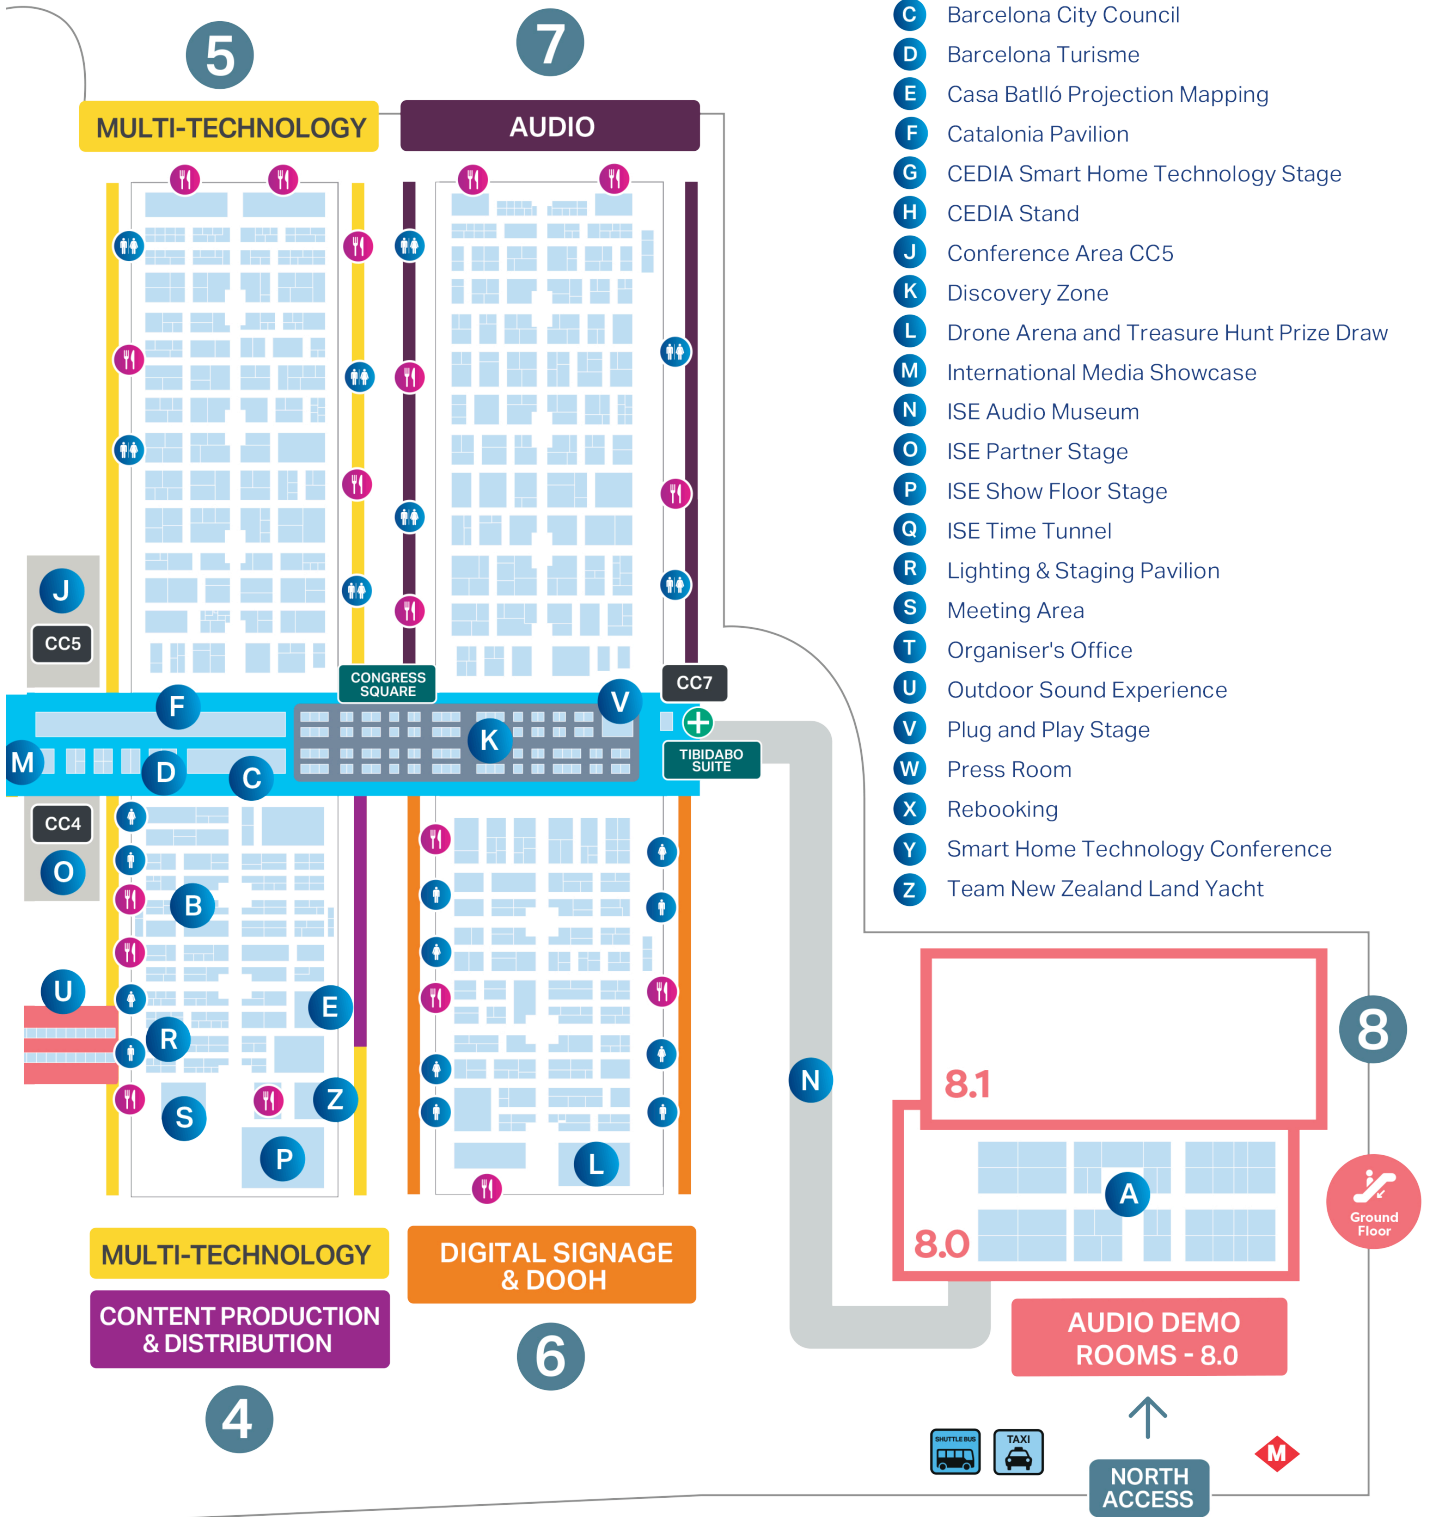 5
7
MULTI-TECHNOLOGY
AUDIO
J
CC5
CONGRESS
SQUARE
CC7
F
V
K
M
D
C
TIBIDABO
SUITE
CC4
O
B
U
E
R
S
Z
P
L
N
MULTI-TECHNOLOGY
CONTENT PRODUCTION
& DISTRIBUTION
4
DIGITAL SIGNAGE
& DOOH
6
C Barcelona City Council
D Barcelona Turisme
E Casa Batlló Projection Mapping
F Catalonia Pavilion
G CEDIA Smart Home Technology Stage
H CEDIA Stand
J Conference Area CC5
K Discovery Zone
L Drone Arena and Treasure Hunt Prize Draw
M International Media Showcase
N ISE Audio Museum
O ISE Partner Stage
P ISE Show Floor Stage
Q ISE Time Tunnel
R Lighting & Staging Pavilion
S Meeting Area
T Organiser's Office
U Outdoor Sound Experience
V Plug and Play Stage
W Press Room
X Rebooking
Y Smart Home Technology Conference
Z Team New Zealand Land Yacht
8
8.1
A
8.0
Ground
Floor
AUDIO DEMO
ROOMS - 8.0
SHUTTLE BUS
TAXI
M
NORTH
ACCESS